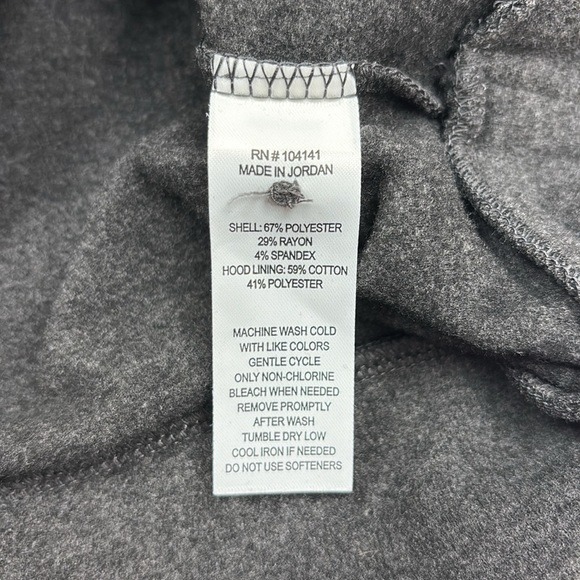 RN # 104141
MADE IN JORDAN
SHELL: 67% POLYESTER
29% RAYON
4% SPANDEX
HOOD LINING: 59% COTTON
41% POLYESTER
MACHINE WASH COLD
WITH LIKE COLORS
GENTLE CYCLE
ONLY NON-CHLORINE
BLEACH WHEN NEEDED
REMOVE PROMPTLY
AFTER WASH
TUMBLE DRY LOW
COOL IRON IF NEEDED
DO NOT USE SOFTENERS